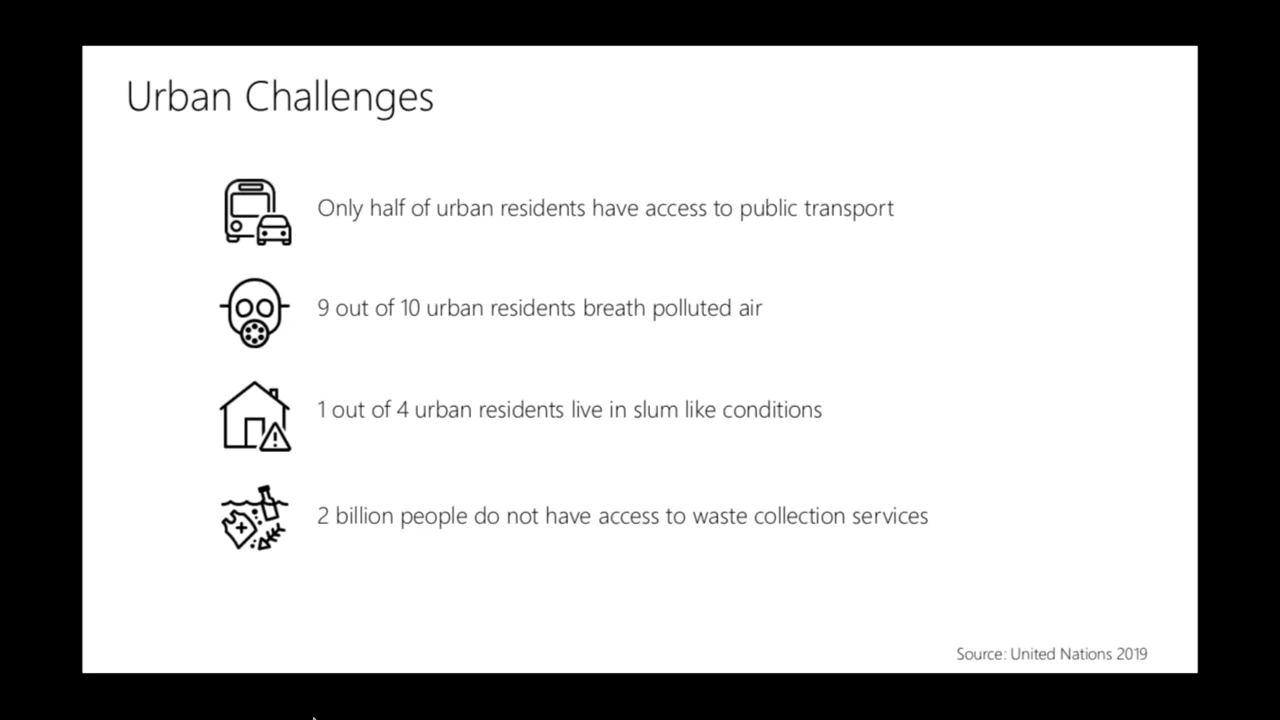 Urban Challenges
Only half of urban residents have access to public transport
9 out of 10 urban residents breath polluted air
1 out of 4 urban residents live in slum like conditions
2 billion people do not have access to waste collection services
Source: United Nations 2019